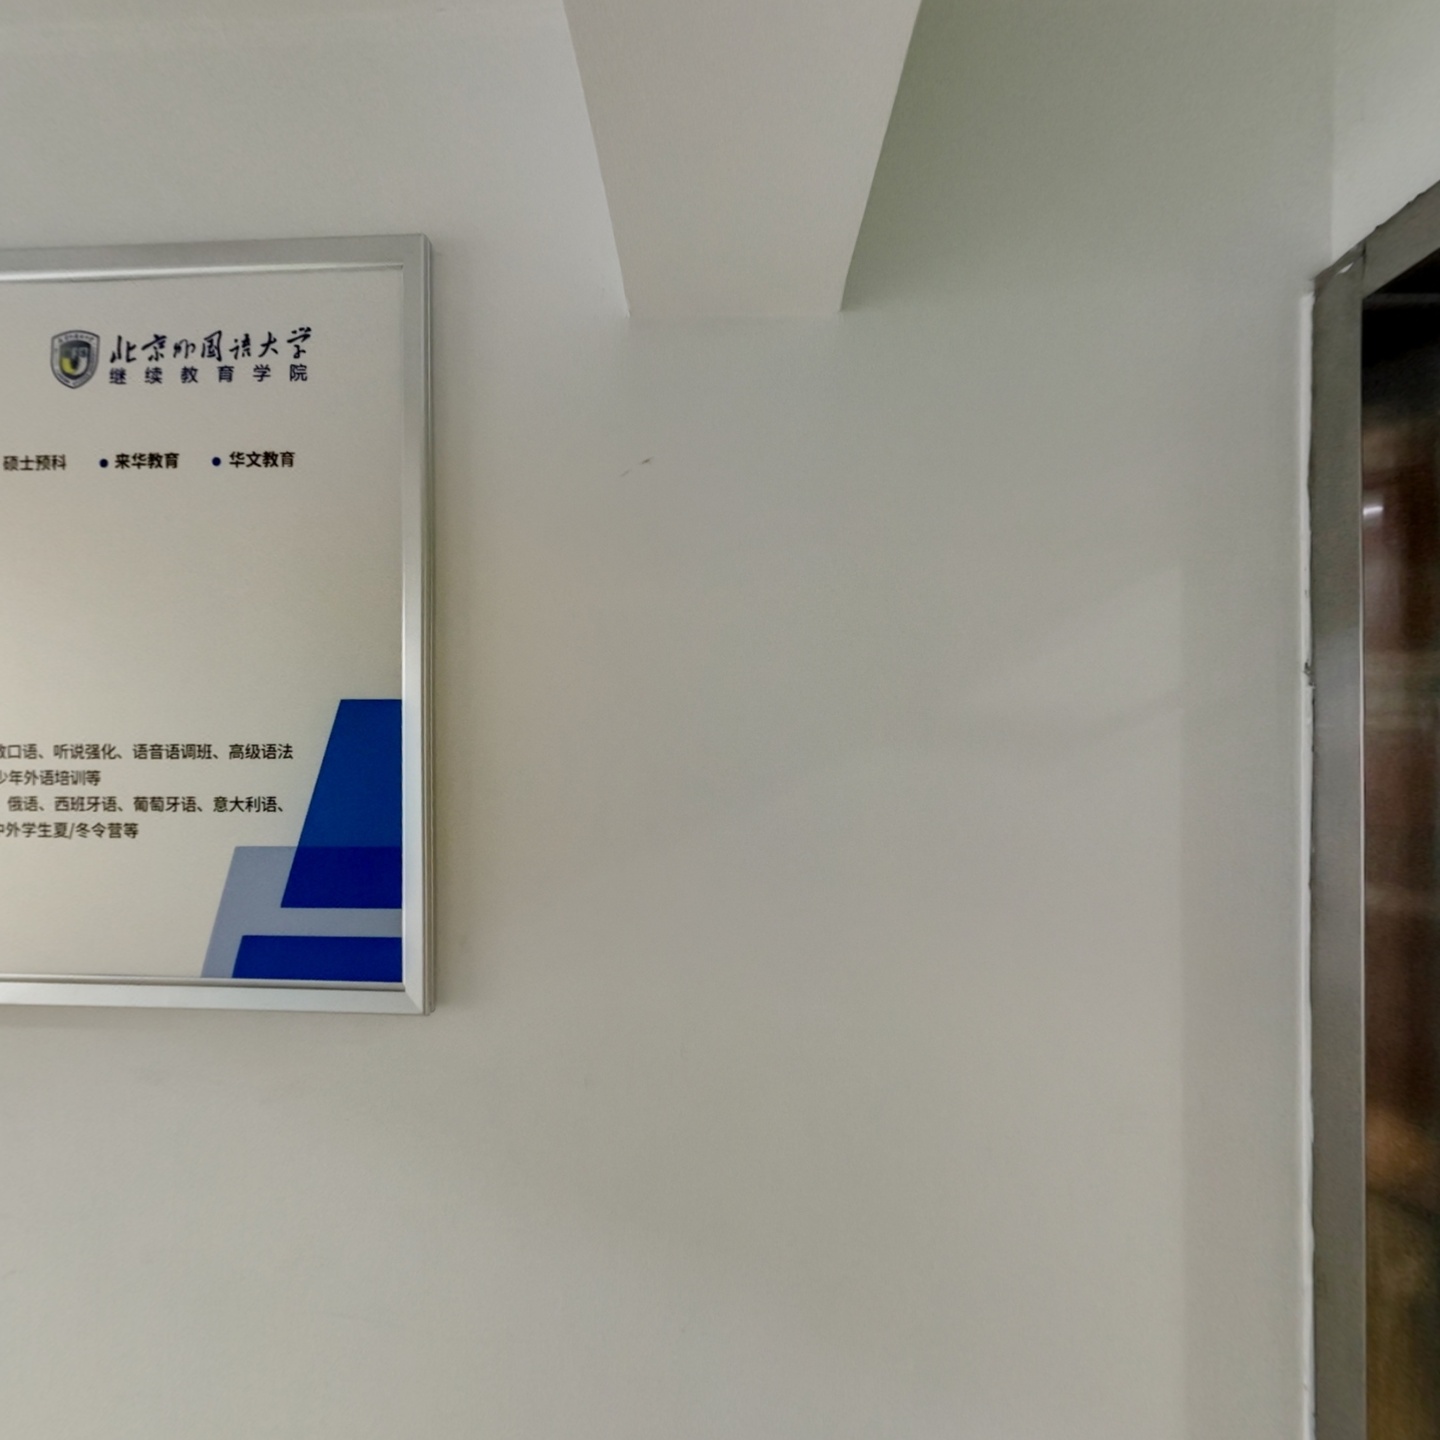 北京外国语大学
继续教育学院
硕士预科 ● 来华教育 ● 华文教育
口语、听说强化、语音语调班、高级语法
少年外语培训等
俄语、西班牙语、葡萄牙语、意大利语、
中外学生夏/冬令营等